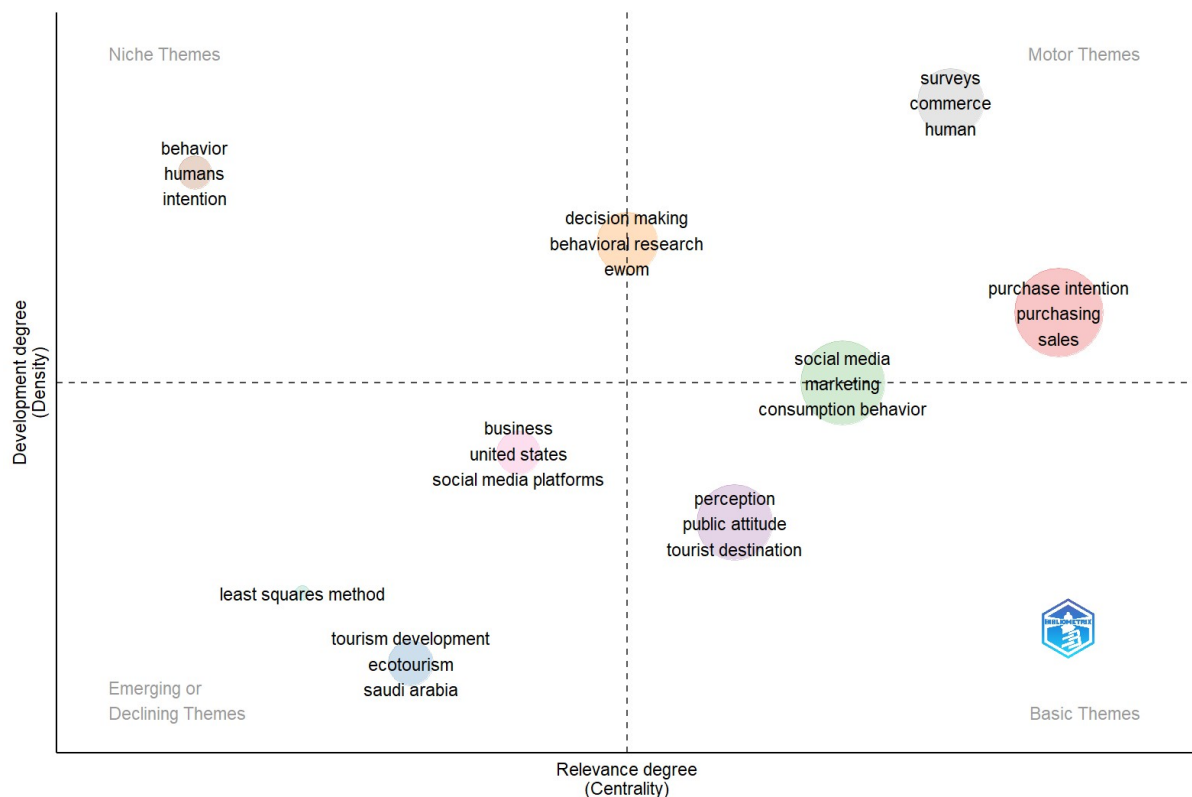 Niche Themes
Motor Themes
surveys
commerce
human
behavior
humans
intention
decision making
behavioral research
ewom
purchase intention
purchasing
sales
social media
marketing
consumption behavior
business
united states
social media platforms
perception
public attitude
tourist destination
least squares method
tourism development
ecotourism
saudi arabia
BIBLIOMETRIX
Emerging or
Declining Themes
Basic Themes
Development degree
(Density)
Relevance degree
(Centrality)